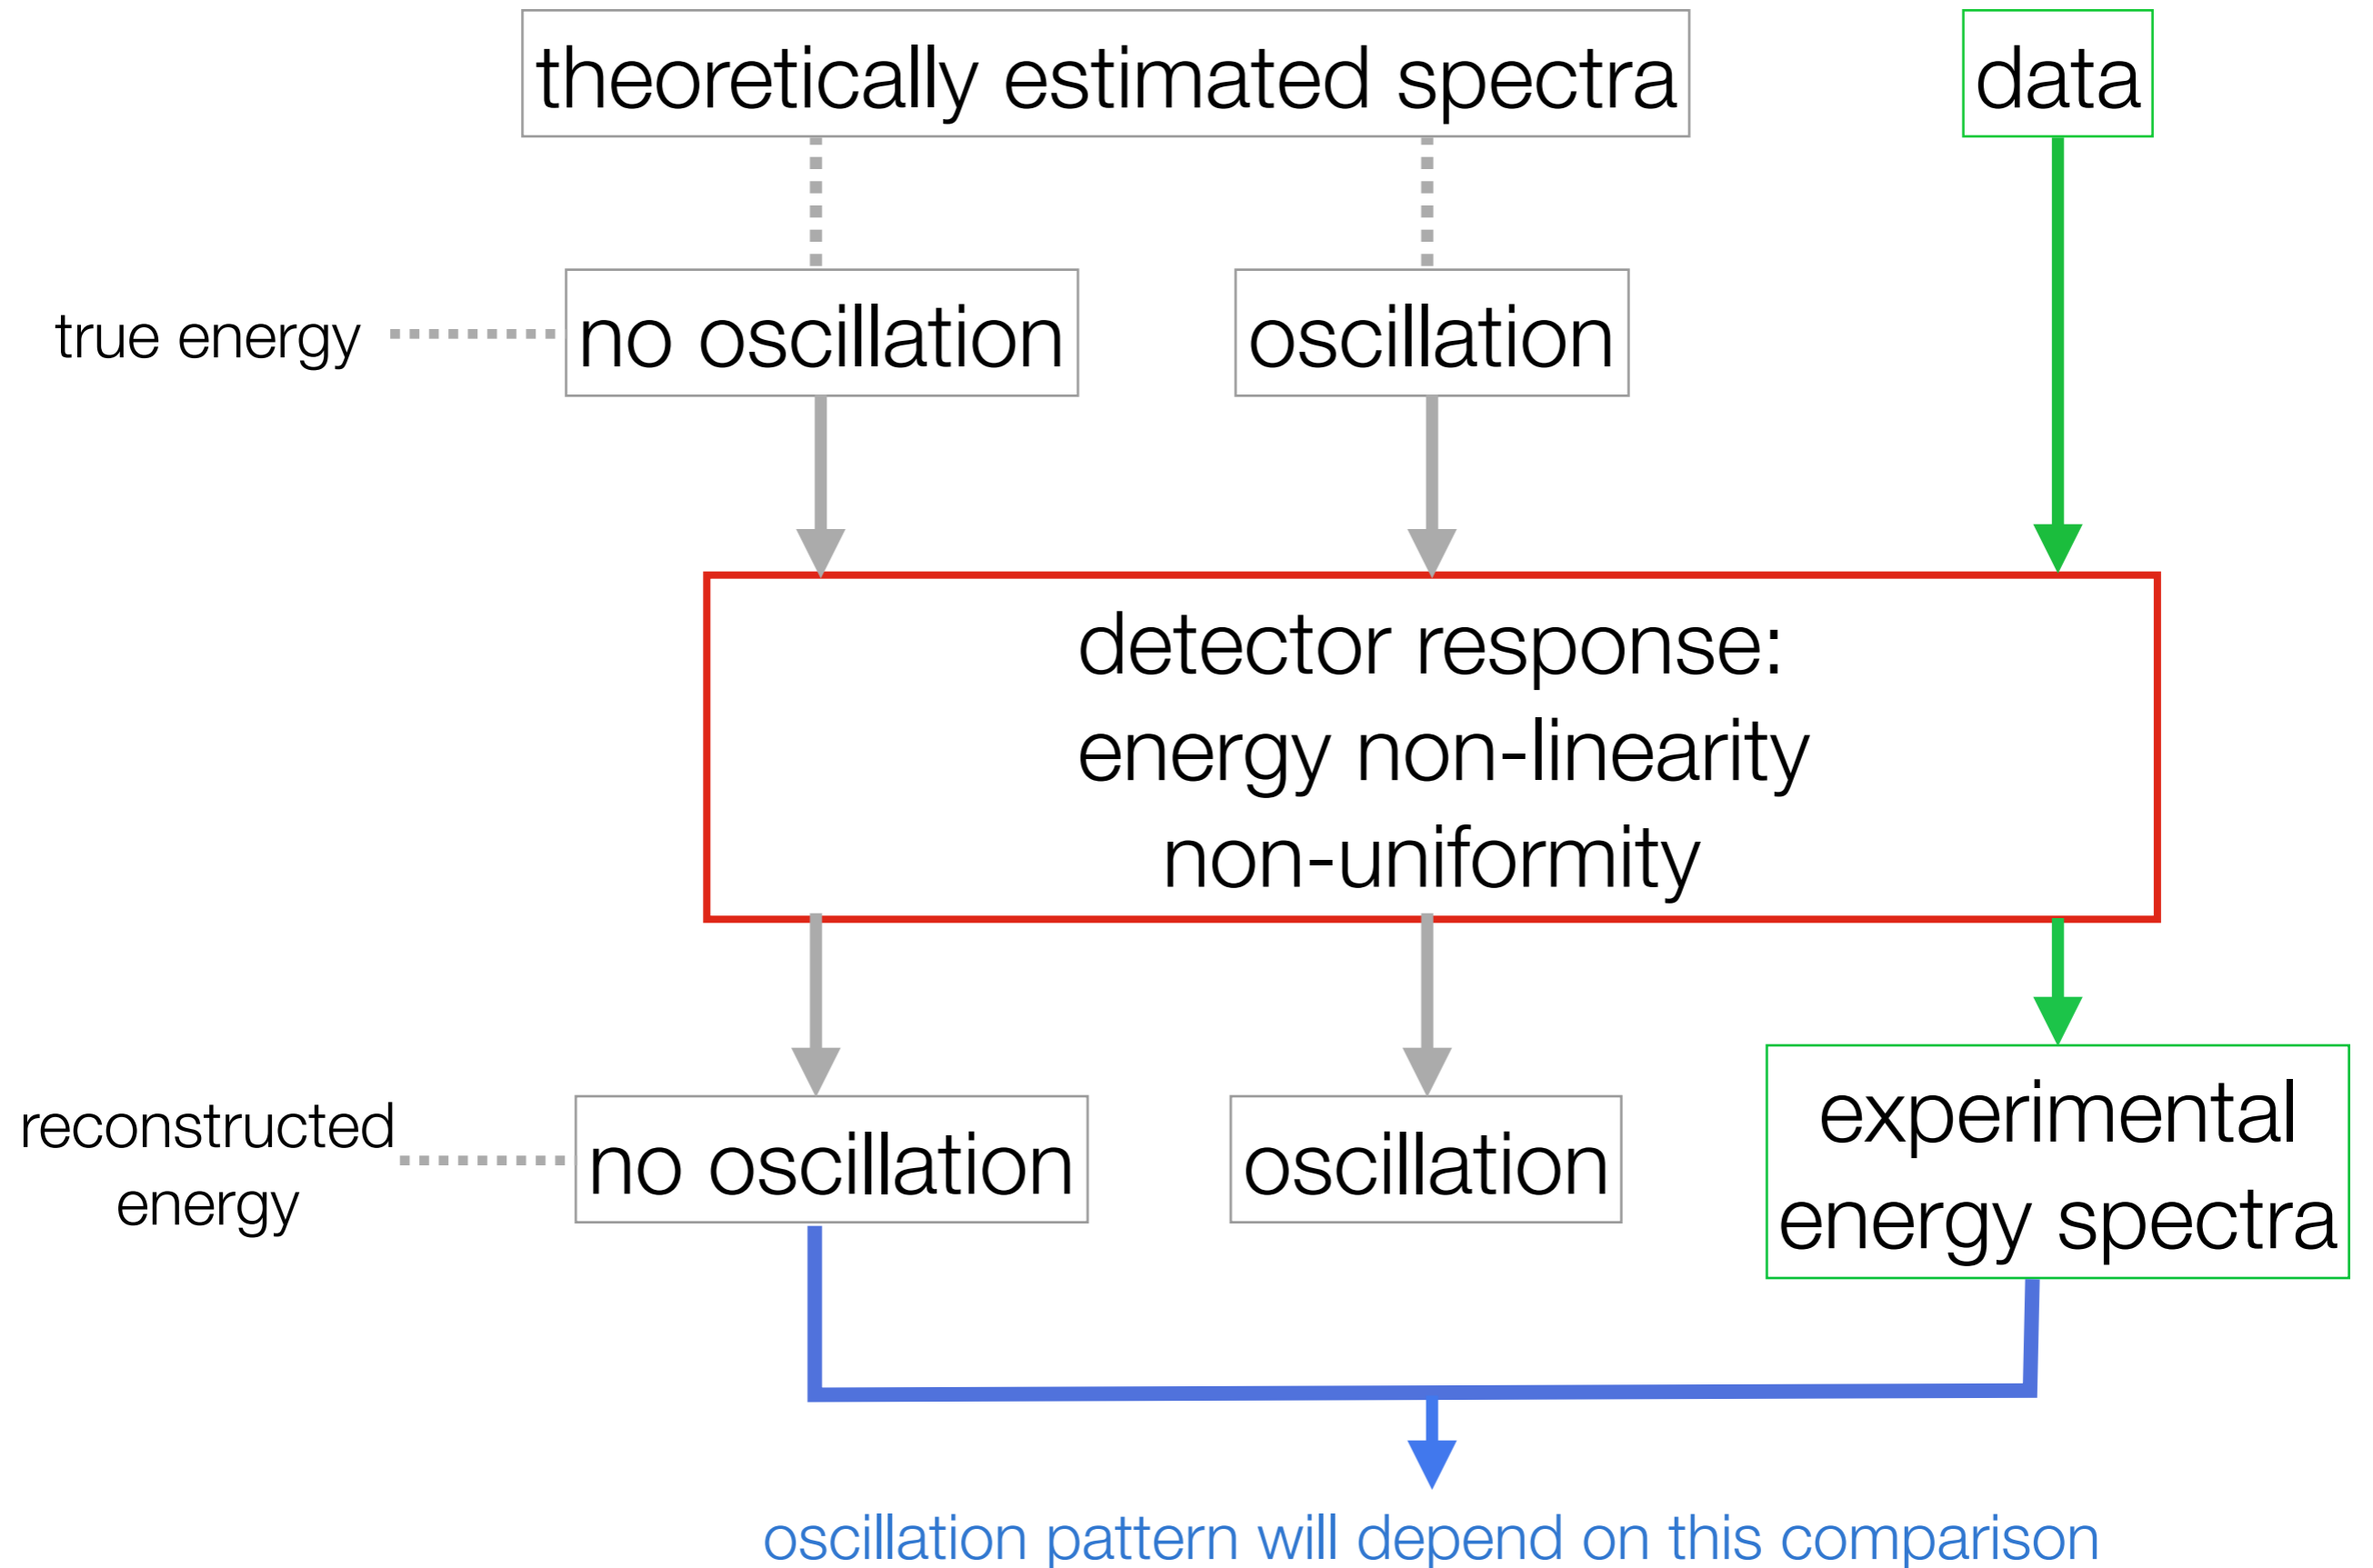 theoretically estimated spectra
data
true energy
no oscillation
oscillation
detector response:
energy non-linearity
non-uniformity
reconstructed
energy
no oscillation
oscillation
experimental
energy spectra
oscillation pattern will depend on this comparison